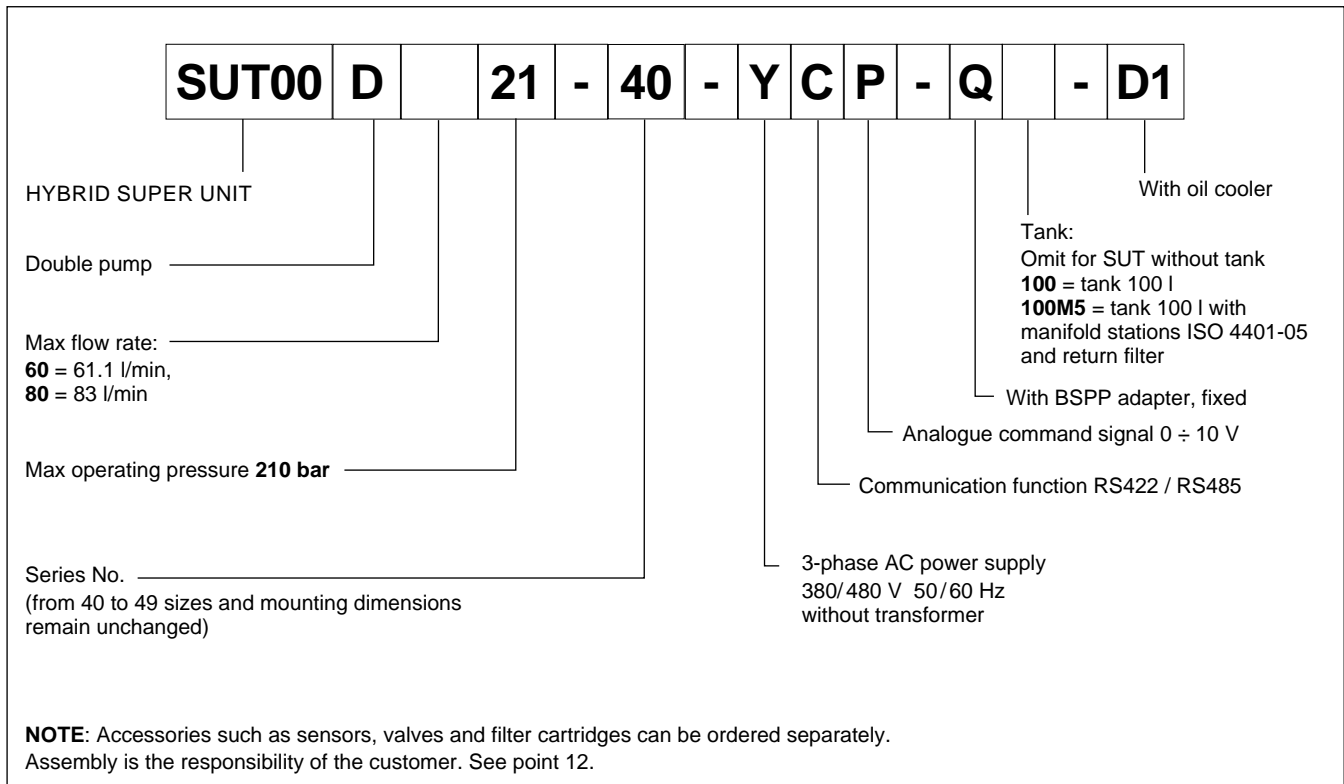 SUT00 D 21 - 40 - Y C P - Q - D1
HYBRID SUPER UNIT
Double pump
Max flow rate:
60 = 61.1 l/min,
80 = 83 l/min
Max operating pressure 210 bar
Series No.
(from 40 to 49 sizes and mounting dimensions
remain unchanged)
3-phase AC power supply
380/480 V 50/60 Hz
without transformer
Communication function RS422 / RS485
Analogue command signal 0 ÷ 10 V
With BSPP adapter, fixed
Tank:
Omit for SUT without tank
100 = tank 100 l
100M5 = tank 100 l with
manifold stations ISO 4401-05
and return filter
With oil cooler
NOTE: Accessories such as sensors, valves and filter cartridges can be ordered separately.
Assembly is the responsibility of the customer. See point 12.